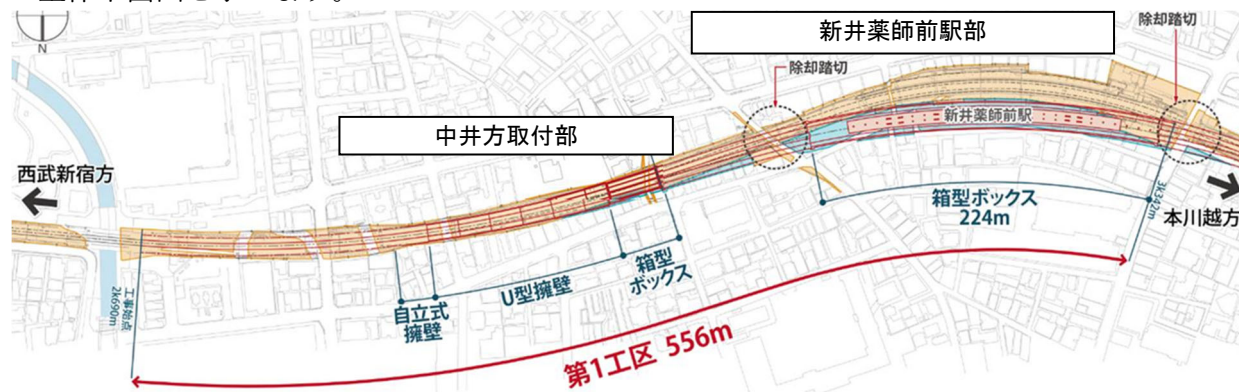 N
新井薬師前駅部
除却踏切
除却踏切
新井薬師前駅
中井方取付部
西武新宿方
本川越方
箱型ボックス
224m
3k342m
箱型
ボックス
U型擁壁
自立式
擁壁
工事始点
2k690m
第1工区 556m